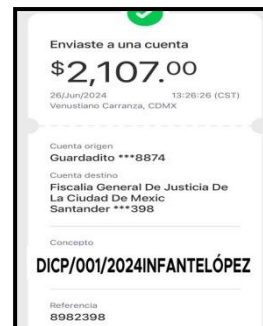 Enviaste a una cuenta
$2,107.00
26/Jun/2024 13:26:26 (CST)
Venustiano Carranza, CDMX
Cuenta origen
Guardadito ***8874
Cuenta destino
Fiscalia General De Justicia De
La Ciudad De Mexic
Santander ***398
Concepto
DICP/001/2024INFANTELÓPEZ
Referencia
8982398